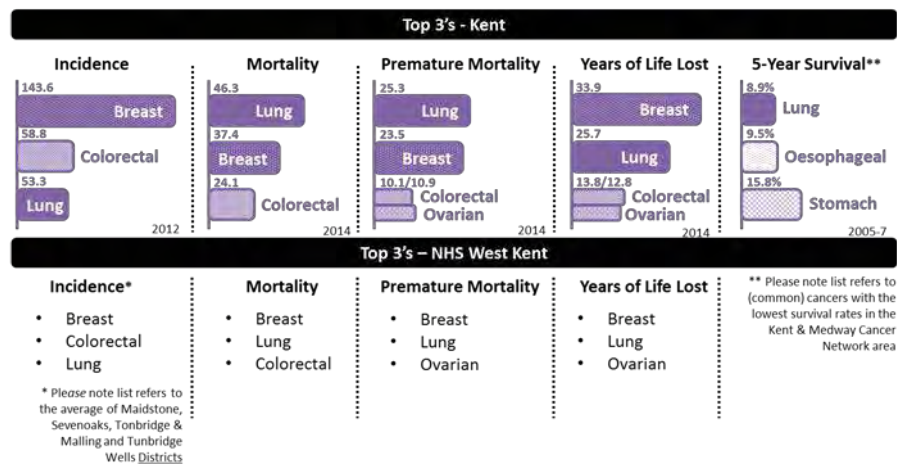 Top 3's - Kent
Incidence
143.6
Breast
58.8
Colorectal
53.3
Lung
2012
Mortality
46.3
Lung
37.4
Breast
24.1
Colorectal
2014
Premature Mortality
25.3
Lung
23.5
Breast
10.1/10.9
Colorectal
Ovarian
2014
Years of Life Lost
33.9
Breast
25.7
Lung
13.8/12.8
Colorectal
Ovarian
2014
5-Year Survival**
8.9%
Lung
9.5%
Oesophageal
15.8%
Stomach
2005-7
Top 3's – NHS West Kent
Incidence*
• Breast
• Colorectal
• Lung
* Please note list refers to
the average of Maidstone,
Sevenoaks, Tonbridge &
Malling and Tunbridge
Wells Districts
Mortality
• Breast
• Lung
• Colorectal
Premature Mortality
• Breast
• Lung
• Ovarian
Years of Life Lost
• Breast
• Lung
• Ovarian
** Please note list refers to
(common) cancers with the
lowest survival rates in the
Kent & Medway Cancer
Network area